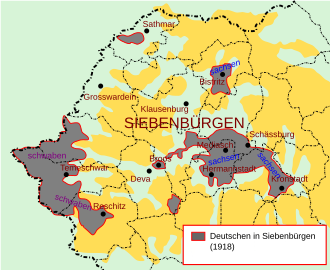 Sathmar
sachsen
Bistritz
Grosswardein
Klausenburg
SIEBENBÜRGEN
Schässburg
Mediasch
schwaben
Broos
sachsen
sachsen
Temeschwar
Deva
Hermannstadt
Kronstadt
schwaben
Reschitz
Deutschen in Siebenbürgen
(1918)